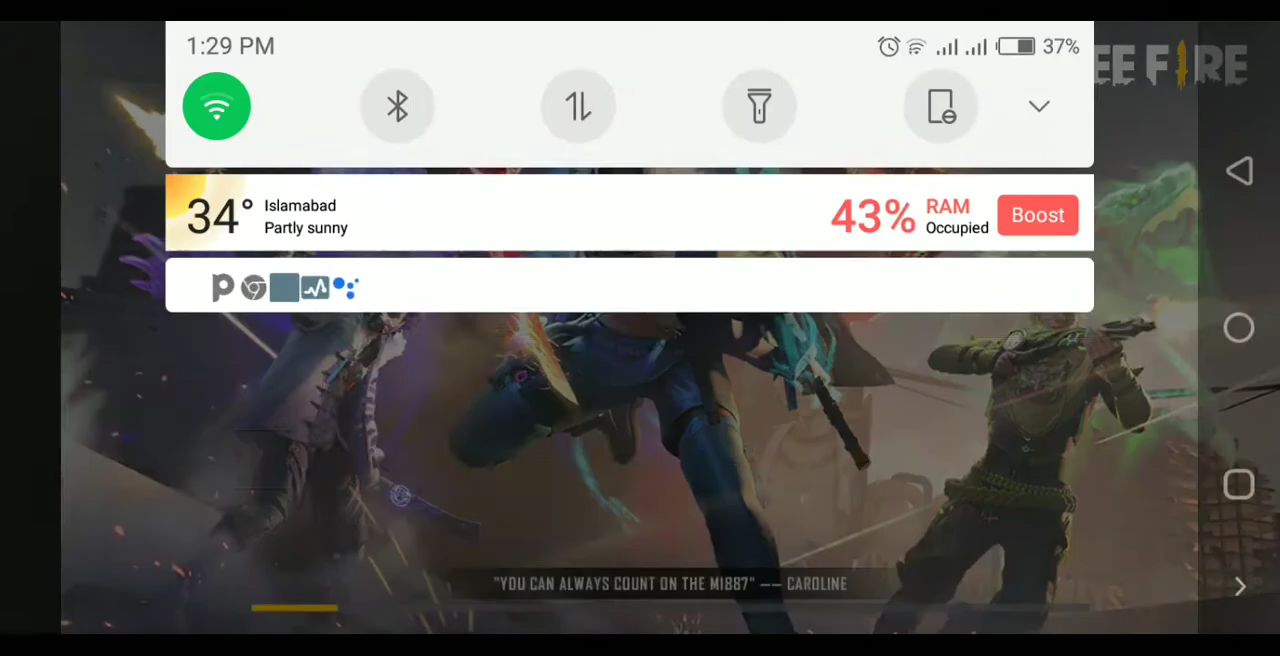 1:29 PM
37%
EE FIRE
34° Islamabad
Partly sunny
43% RAM
Occupied
Boost
"YOU CAN ALWAYS COUNT ON THE M1887" —— CAROLINE